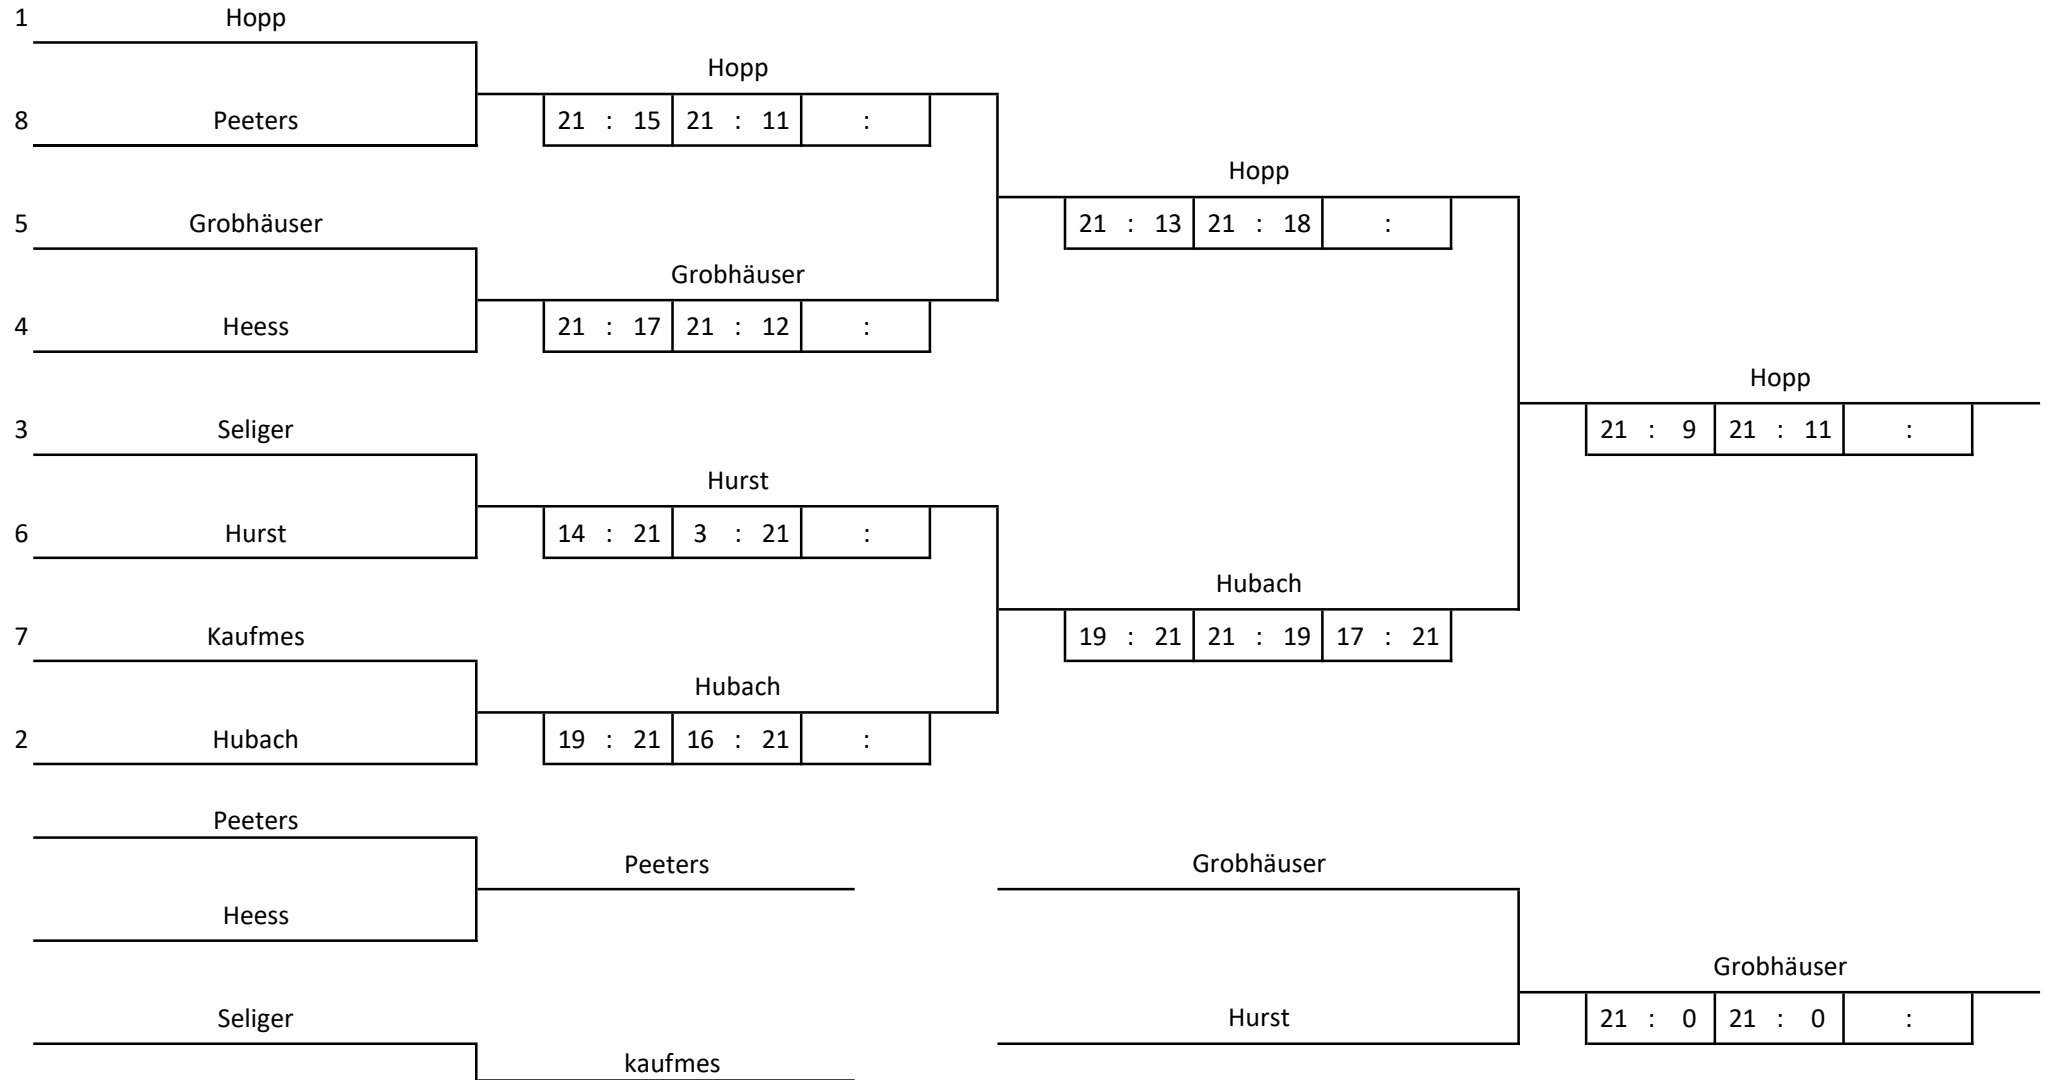 1 Hopp
Hopp
8 Peeters 21 : 15 21 : 11 :
Hopp
5 Grobhäuser 21 : 13 21 : 18 :
Grobhäuser
4 Heess 21 : 17 21 : 12 :
Hopp
3 Seliger 21 : 9 21 : 11 :
Hurst
6 Hurst 14 : 21 3 : 21 :
Hubach
7 Kaufmes 19 : 21 21 : 19 17 : 21
Hubach
2 Hubach 19 : 21 16 : 21 :
Peeters
Peeters Grobhäuser
Heess
Grobhäuser
Seliger Hurst 21 : 0 21 : 0 :
kaufmes